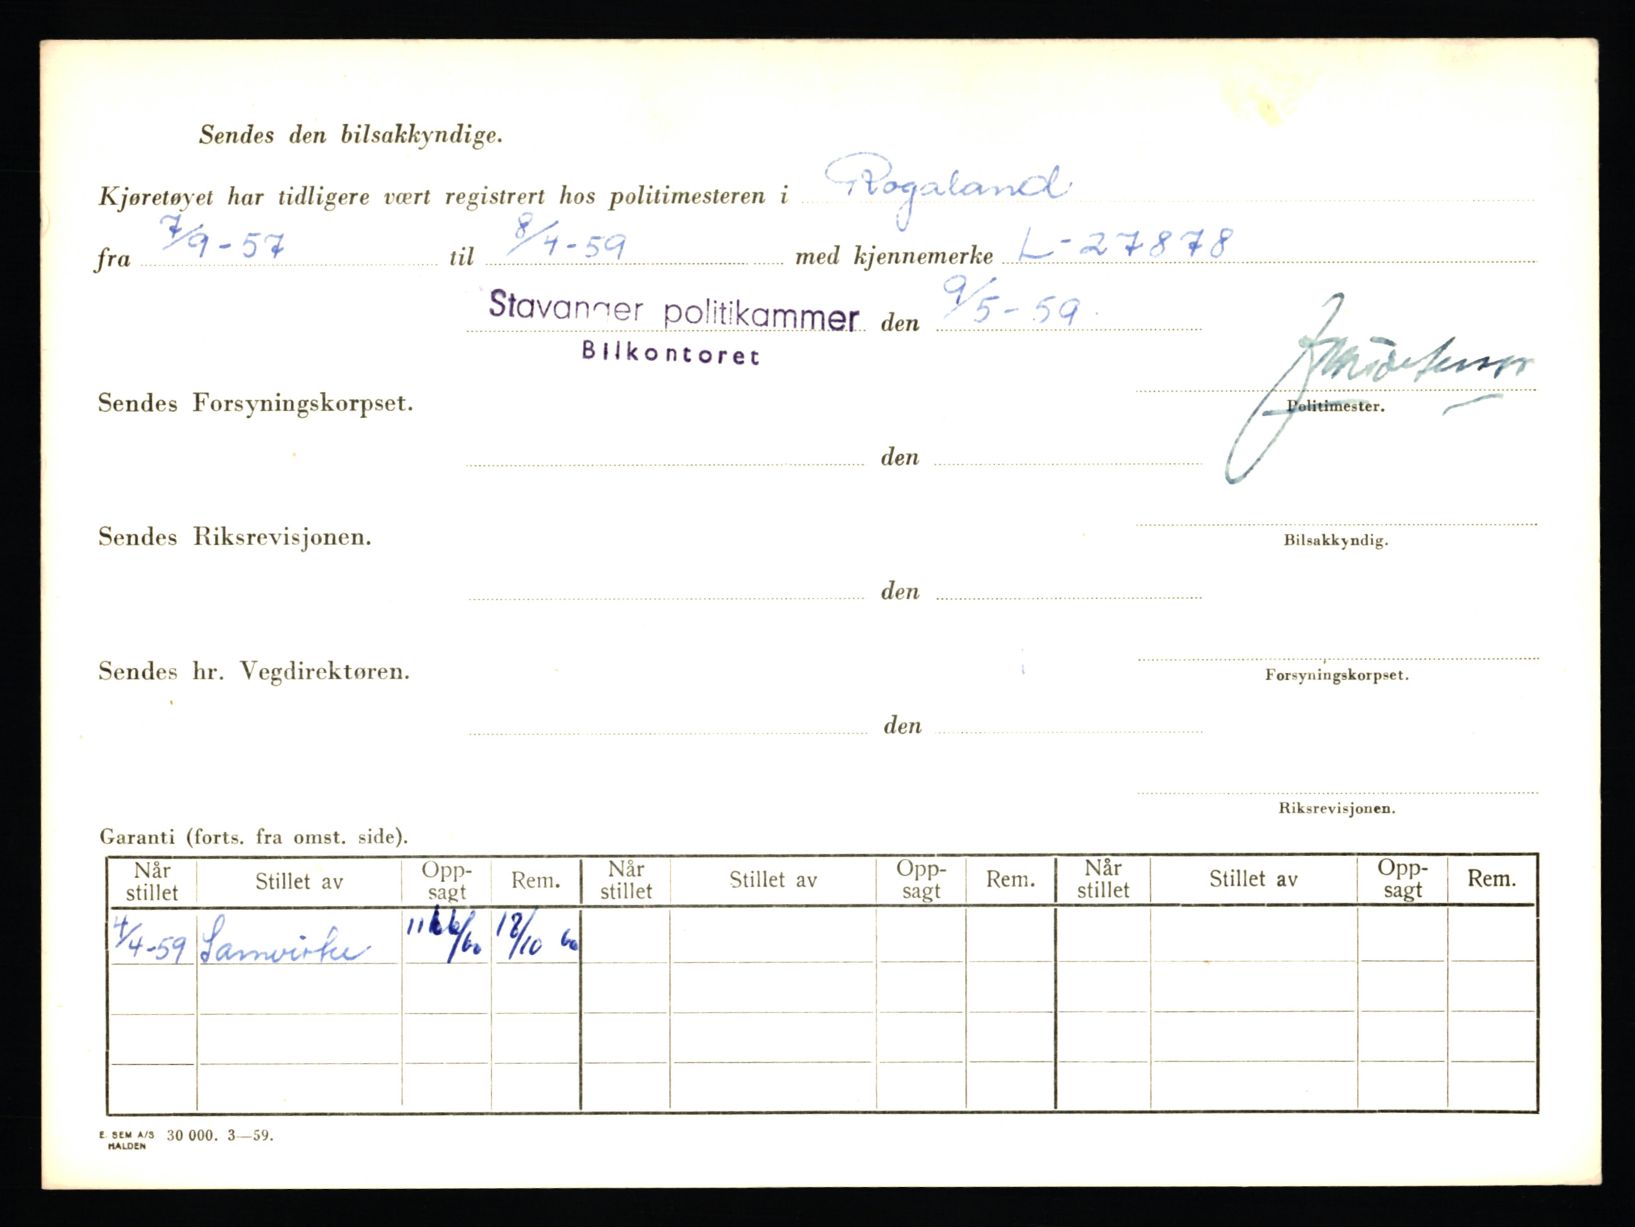 Sendes den bilsakkyndige.
Kjøretøyet har tidligere vært registrert hos politimesteren i Rogaland
fra 7/9-57 til 8/4-59 med kjennemerke L-27878
Stavanger politikammer den 9/5-59
Bilkontoret
Sendes Forsyningskorpset.
Politimester.
den
Sendes Riksrevisjonen.
Bilsakkyndig.
den
Sendes hr. Vegdirektøren.
Forsyningskorpset.
den
Riksrevisjonen.
Garanti (forts. fra omst. side).
Når stillet Stillet av Opp-sagt Rem. Når stillet Stillet av Opp-sagt Rem. Når stillet Stillet av Opp-sagt Rem.
4/4-59 Samvirke 18/10 60
E. SEM A/S HALDEN 30 000. 3—59.